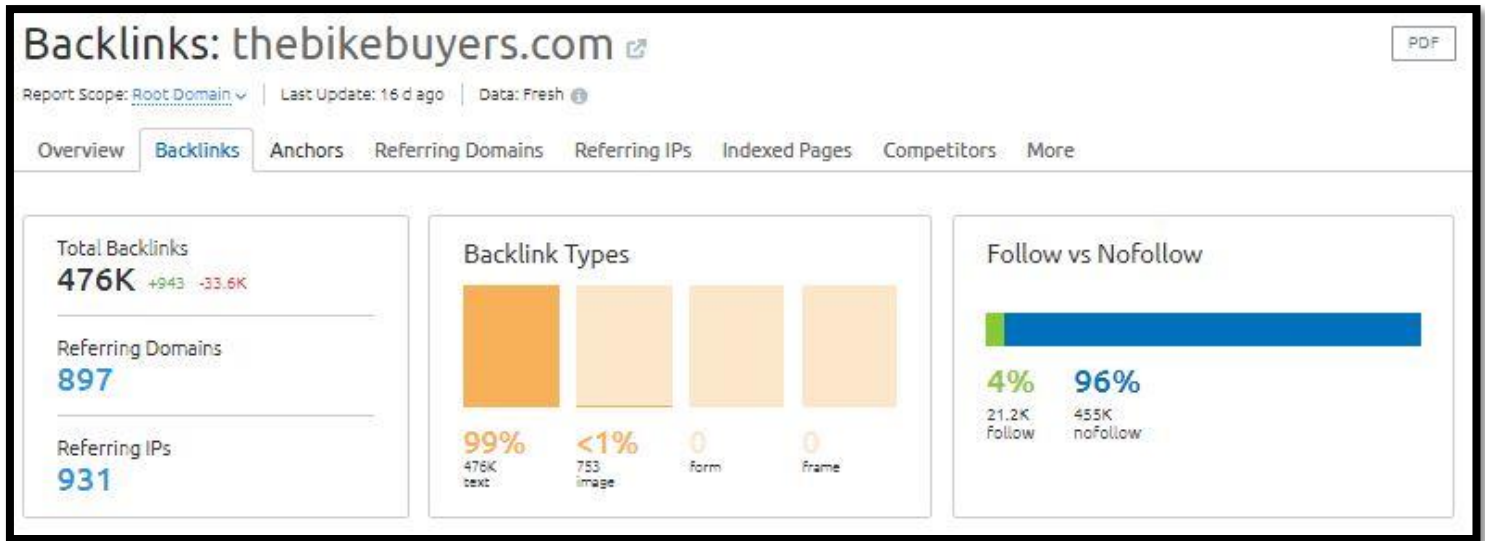 Backlinks: thebikebuyers.com
PDF
Report Scope: Root Domain Last Update: 16 d ago Data: Fresh
Overview Backlinks Anchors Referring Domains Referring IPs Indexed Pages Competitors More
Total Backlinks
476K +943 -33.6K
Referring Domains
897
Referring IPs
931
Backlink Types
99% <1% 0 0
476K 753 form frame
text image
Follow vs Nofollow
4% 96%
21.2K 455K
follow nofollow